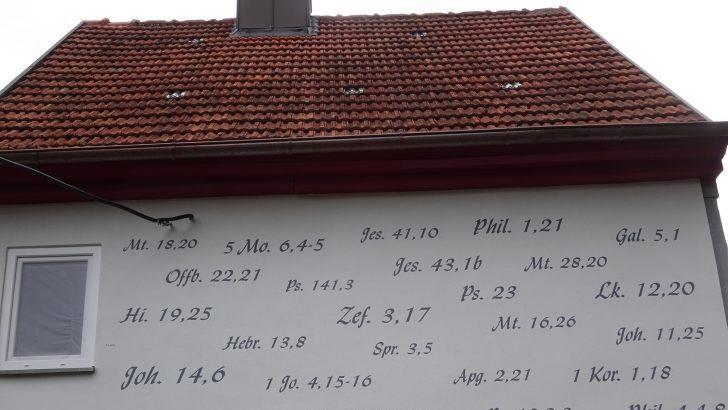 Mt. 18,20 5 Mo. 6,4-5 Jes. 41,10 Phil. 1,21 Gal. 5,1
Offb. 22,21 Ps. 141,3 Jes. 43,1b Mt. 28,20
Hi. 19,25 Zef. 3,17 Ps. 23 Lk. 12,20
Hebr. 13,8 Spr. 3,5 Mt. 16,26 Joh. 11,25
Joh. 14,6 1 Jo. 4,15-16 Apg. 2,21 1 Kor. 1,18